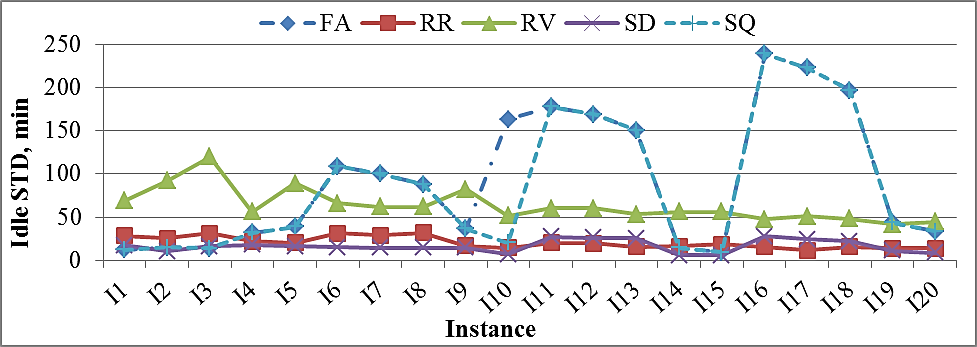 FA RR RV SD SQ
Idle STD, min
250
200
150
100
50
0
I1 I2 I3 I4 I5 I6 I7 I8 I9 I10 I11 I12 I13 I14 I15 I16 I17 I18 I19 I20
Instance